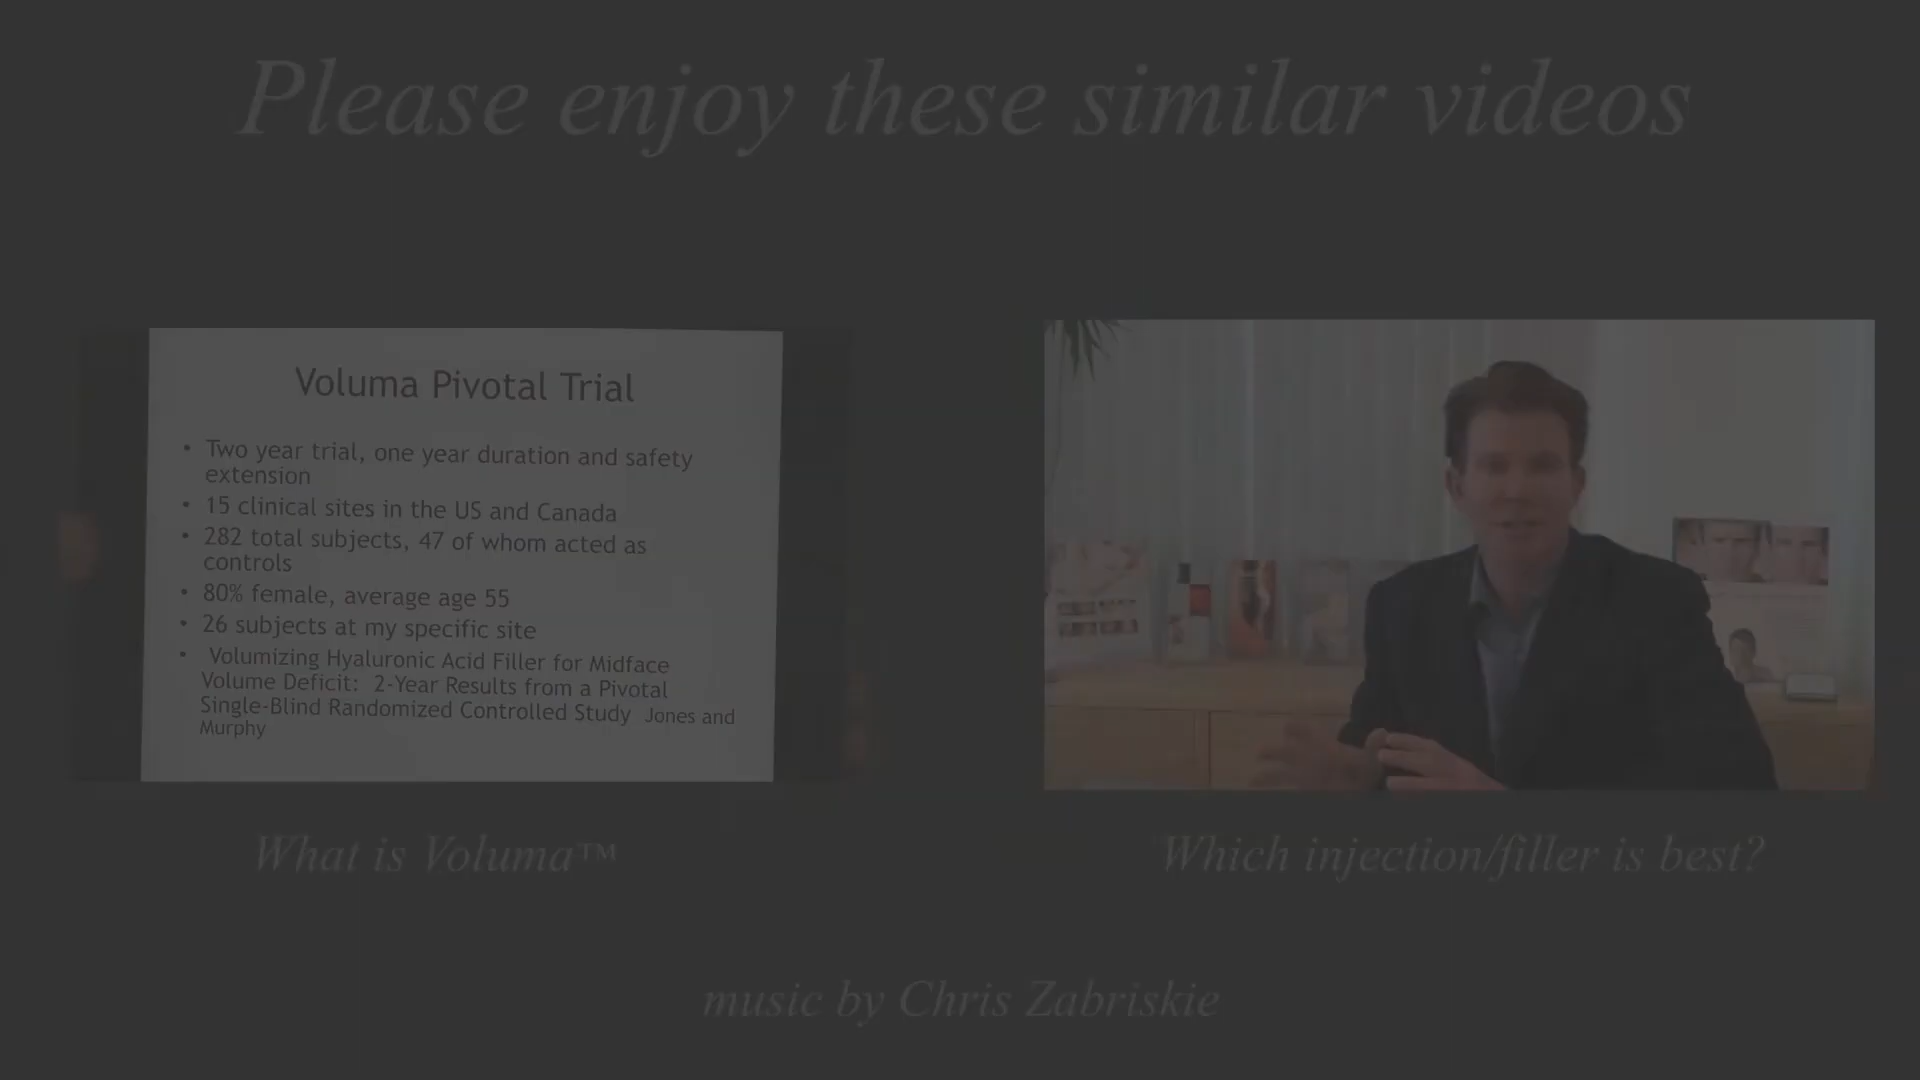 Please enjoy these similar videos
Voluma Pivotal Trial
• Two year trial, one year duration and safety
extension
• 15 clinical sites in the US and Canada
• 282 total subjects, 47 of whom acted as
controls
• 80% female, average age 55
• 26 subjects at my specific site
• Volumizing Hyaluronic Acid Filler for Midface
Volume Deficit: 2-Year Results from a Pivotal
Single-Blind Randomized Controlled Study Jones and
Murphy
What is Voluma™
Which injection/filler is best?
music by Chris Zabriskie